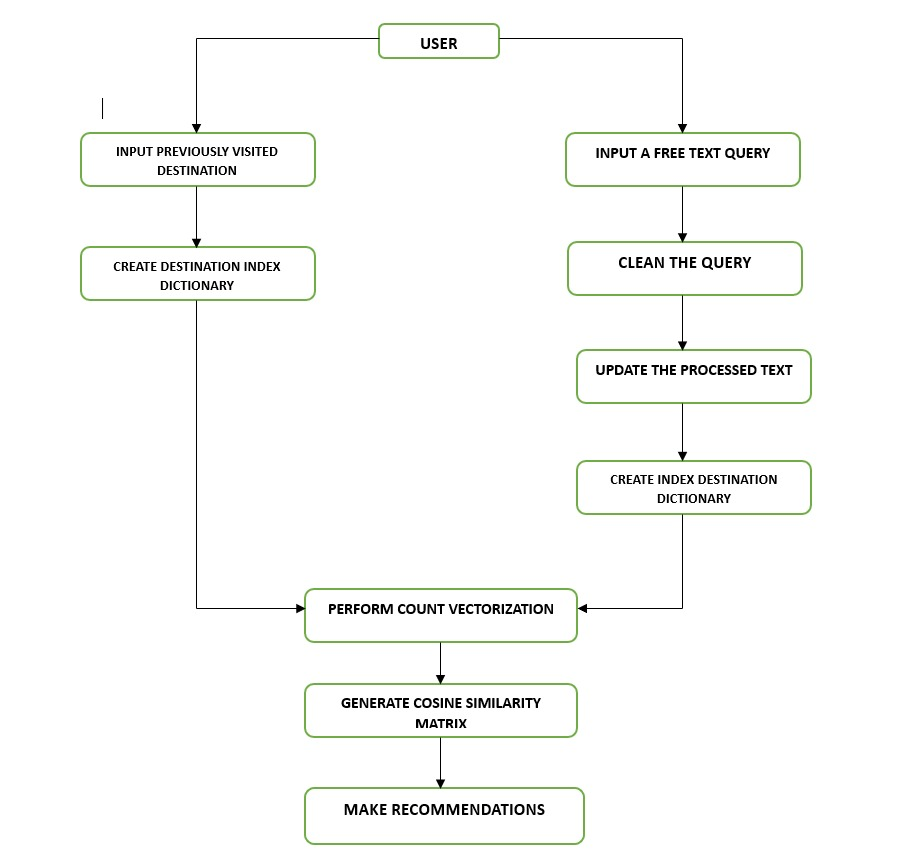 USER
INPUT PREVIOUSLY VISITED
DESTINATION
INPUT A FREE TEXT QUERY
CREATE DESTINATION INDEX
DICTIONARY
CLEAN THE QUERY
UPDATE THE PROCESSED TEXT
CREATE INDEX DESTINATION
DICTIONARY
PERFORM COUNT VECTORIZATION
GENERATE COSINE SIMILARITY
MATRIX
MAKE RECOMMENDATIONS